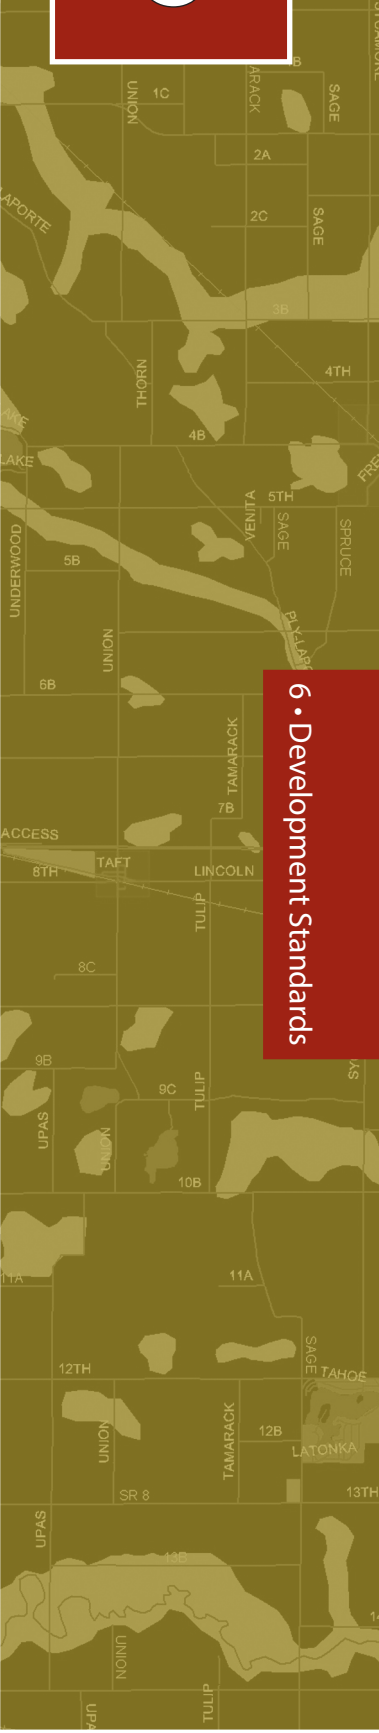 UNION
1C
SAGE
2A
LAPORTE
2C
SAGE
3B
THORN
4TH
4B
LAKE
5TH
VENITA
SAGE
SPRUCE
UNDERWOOD
5B
UNION
6B
6 • Development Standards
TAMARACK
7B
ACCESS
8TH
TAFT
LINCOLN
TULIP
8C
9B
9C
TULIP
UPAS
UNION
10B
11A
11A
12TH
SAGE
TAHOE
UNION
TAMARACK
12B
LATONKA
SR 8
13TH
UPAS
13B
UNION
TULIP